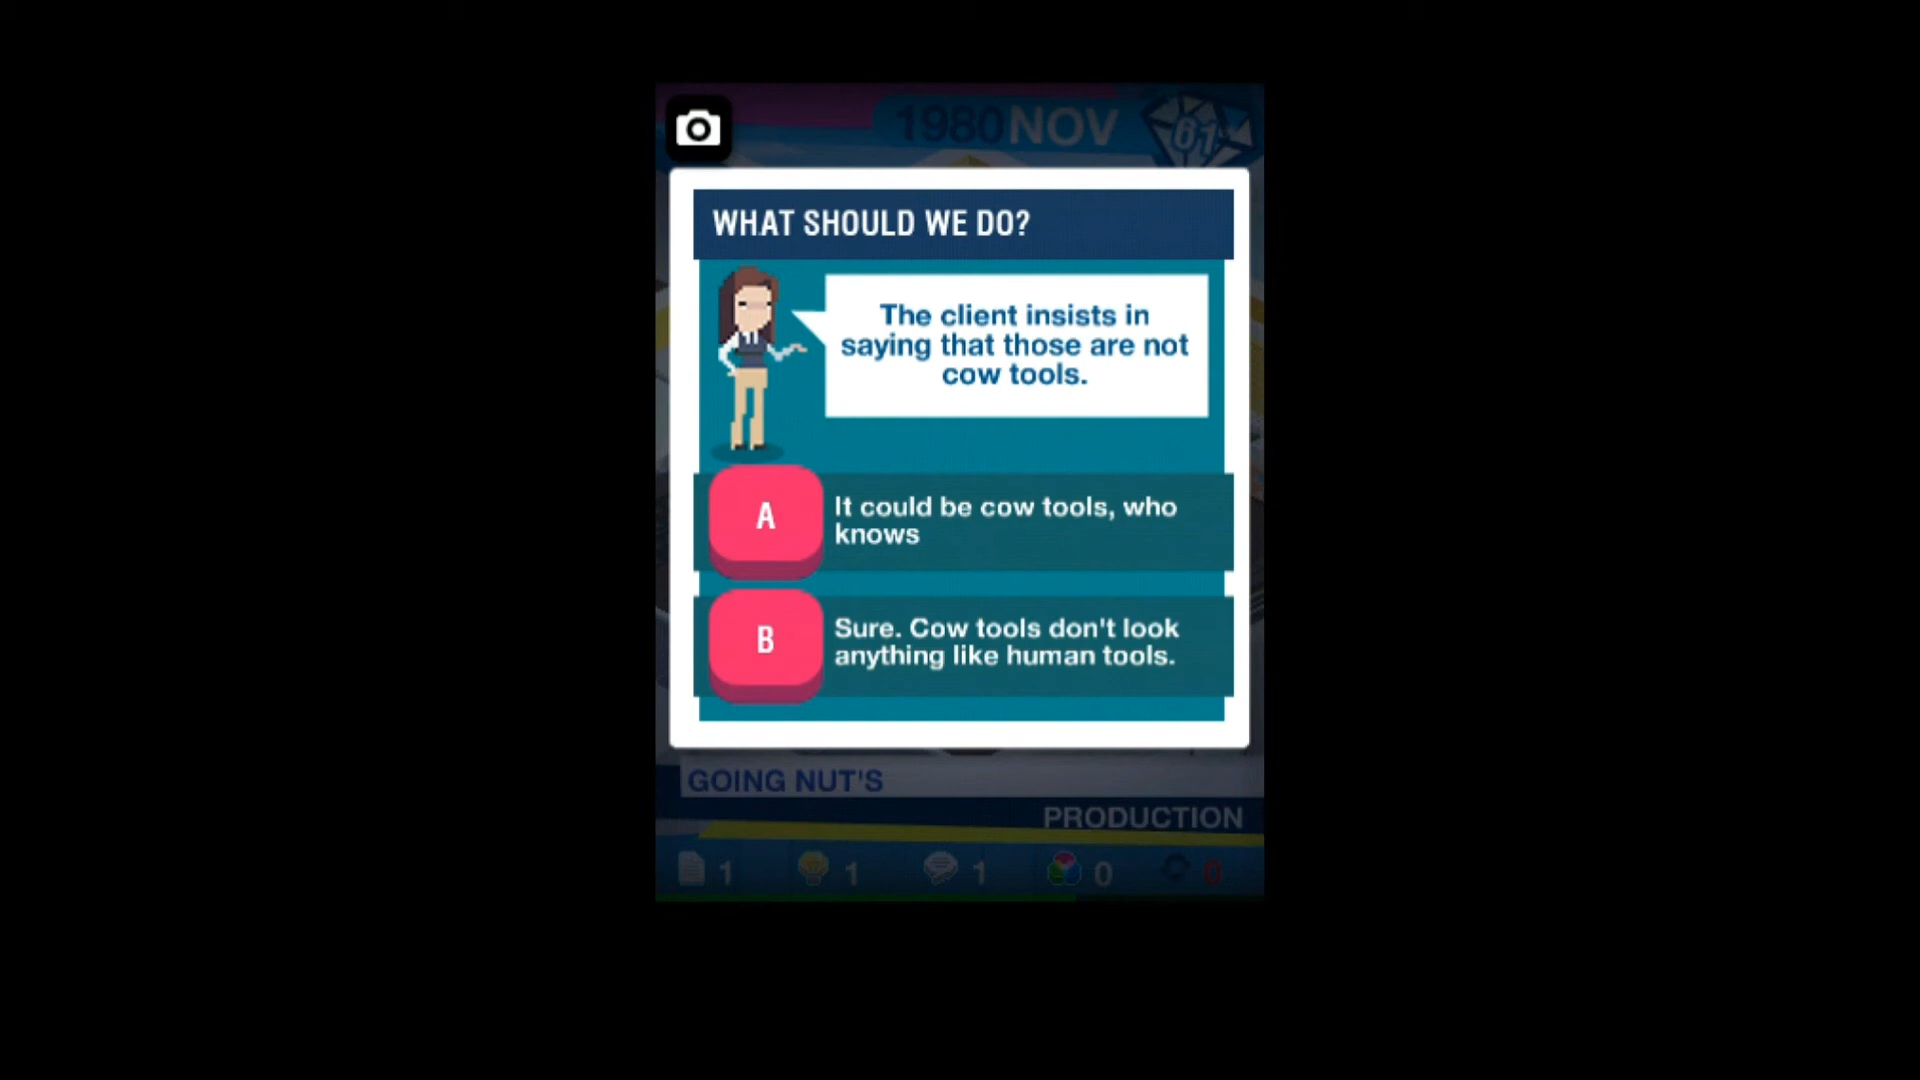 1980NOV
61
WHAT SHOULD WE DO?
The client insists in
saying that those are not
cow tools.
A
It could be cow tools, who
knows
B
Sure. Cow tools don't look
anything like human tools.
GOING NUT'S
PRODUCTION
1 1 1 0 0